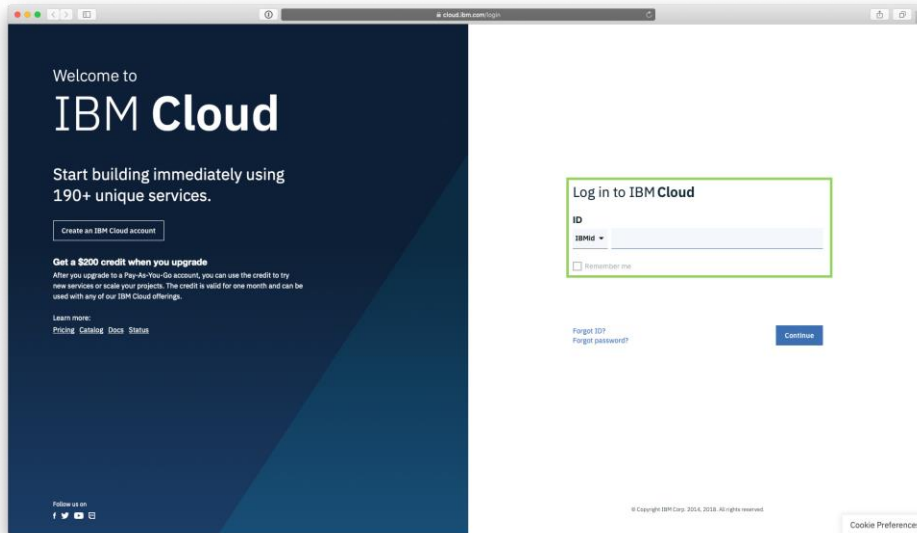 cloud.ibm.com/login
Welcome to
IBM Cloud
Start building immediately using
190+ unique services.
Create an IBM Cloud account
Get a $200 credit when you upgrade
After you upgrade to a Pay-As-You-Go account, you can use the credit to try
new services or scale your projects. The credit is valid for one month and can be
used with any of our IBM Cloud offerings.
Learn more:
Pricing Catalog Docs Status
Follow us on
Log in to IBM Cloud
ID
IBMid
Remember me
Forgot ID?
Forgot password?
Continue
© Copyright IBM Corp. 2014, 2018. All rights reserved.
Cookie Preferences